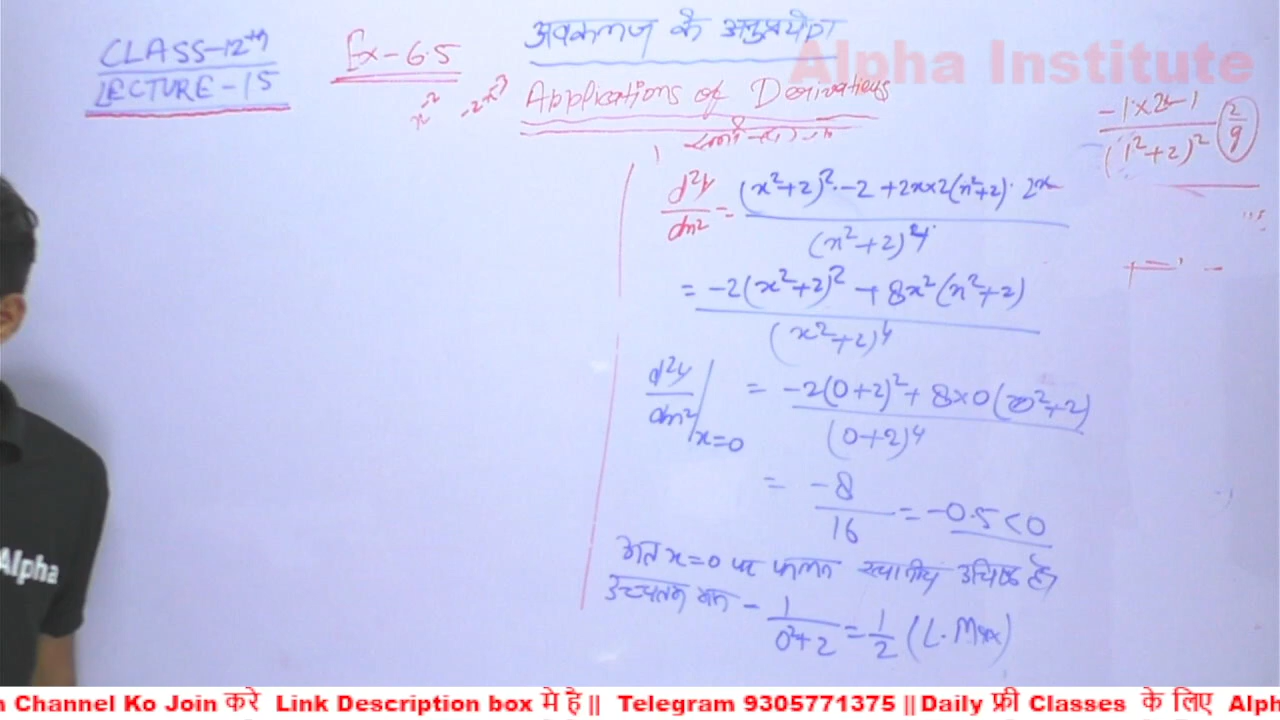 CLASS-12th
LECTURE-15
Ex-6.5
अवकलज के अनुप्रयोग
Applications of Derivatives
Alpha Institute
-1×2×-1 / (1²+2)² 2/9
d²y/dx² = (x²+2)²·-2 + 2x×2(x²+2)·2x / (x²+2)⁴
= -2(x²+2)² + 8x²(x²+2) / (x²+2)⁴
d²y/dx²|x=0 = -2(0+2)² + 8×0(0²+2) / (0+2)⁴
= -8/16 = -0.5<0
अत x=0 पर फलन स्थानीय उच्चिष्ठ है।
उच्चतम मान - 1/0²+2 = 1/2 (L. Max)
Alpha
Channel Ko Join करे Link Description box मे है || Telegram 9305771375 || Daily फ्री Classes के लिए